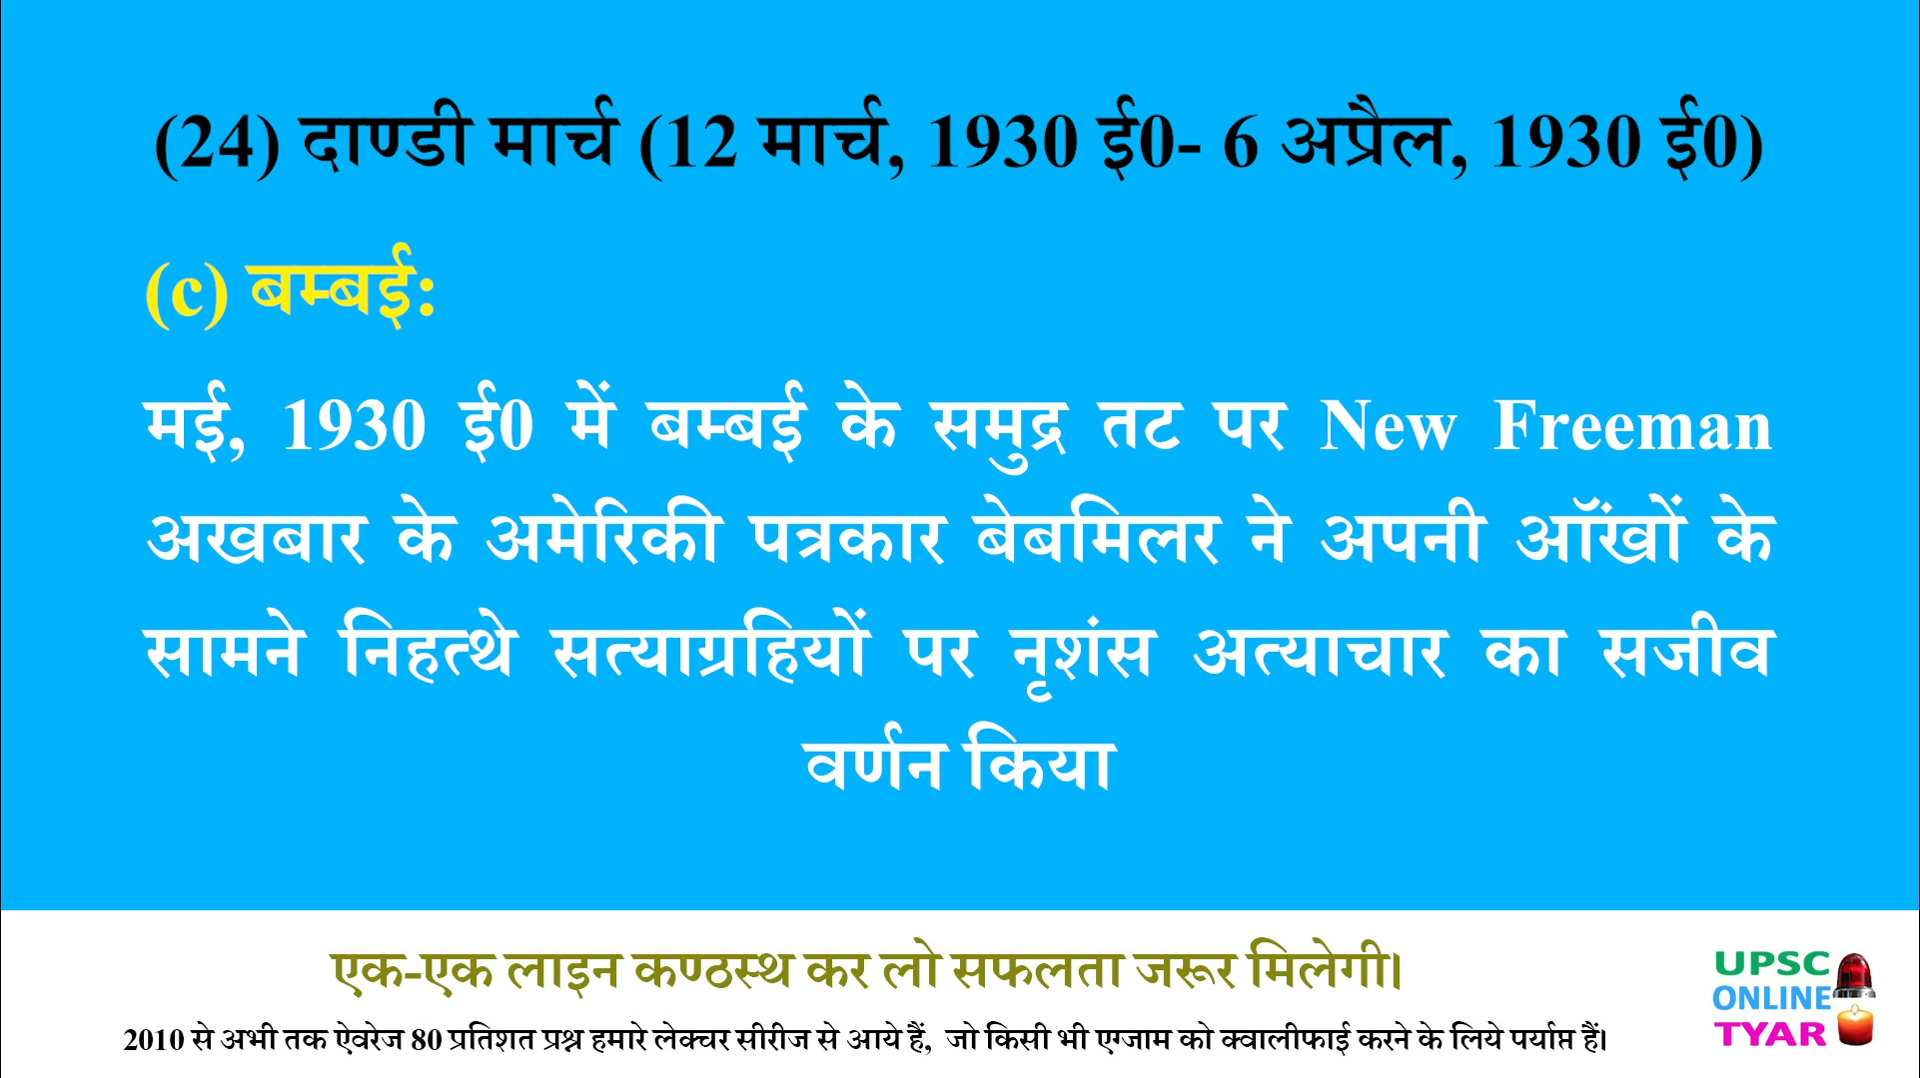 (24) दाण्डी मार्च (12 मार्च, 1930 ई0- 6 अप्रैल, 1930 ई0)
(c) बम्बई:
मई, 1930 ई0 में बम्बई के समुद्र तट पर New Freeman
अखबार के अमेरिकी पत्रकार बेबमिलर ने अपनी ऑंखों के
सामने निहत्थे सत्याग्रहियों पर नृशंस अत्याचार का सजीव
वर्णन किया
एक-एक लाइन कण्ठस्थ कर लो सफलता जरूर मिलेगी।
2010 से अभी तक ऐवरेज 80 प्रतिशत प्रश्न हमारे लेक्चर सीरीज से आये हैं, जो किसी भी एग्जाम को क्वालीफाई करने के लिये पर्याप्त हैं।
UPSC
ONLINE
TYAR